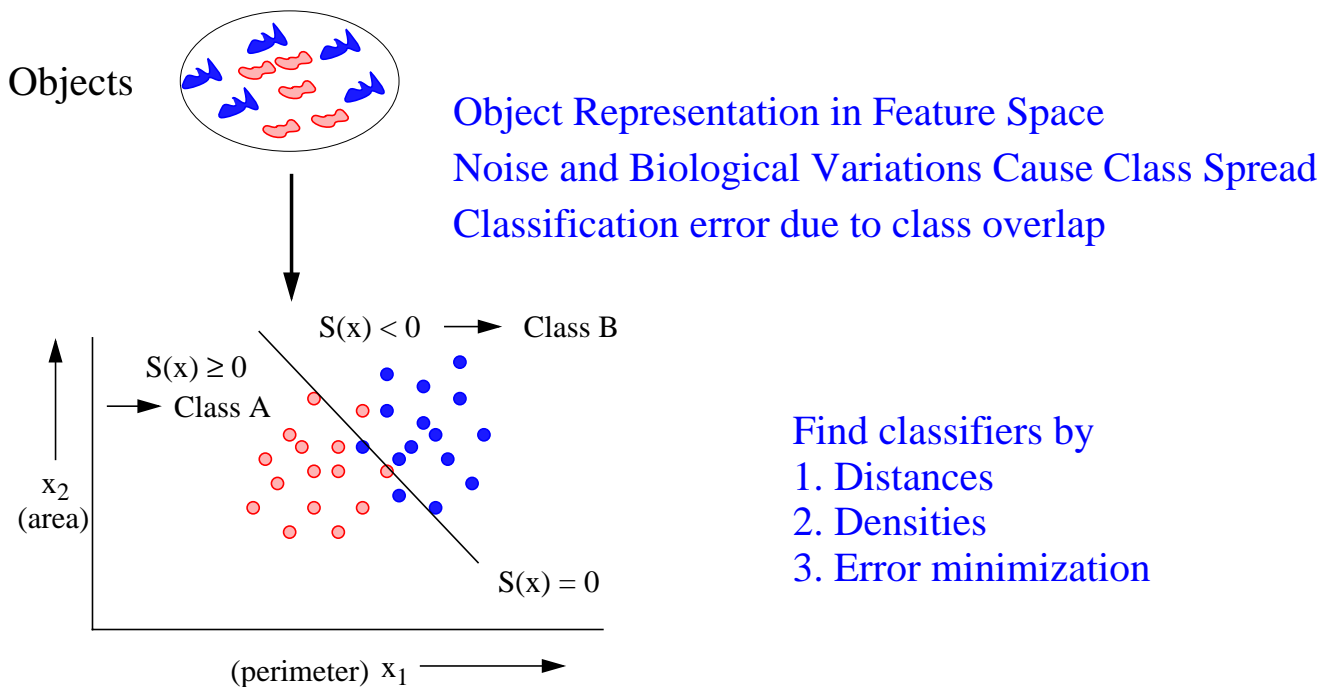 Objects
Object Representation in Feature Space
Noise and Biological Variations Cause Class Spread
Classification error due to class overlap
S(x) < 0
Class B
S(x) ≥ 0
Class A
x2
(area)
S(x) = 0
(perimeter) x1
Find classifiers by
1. Distances
2. Densities
3. Error minimization